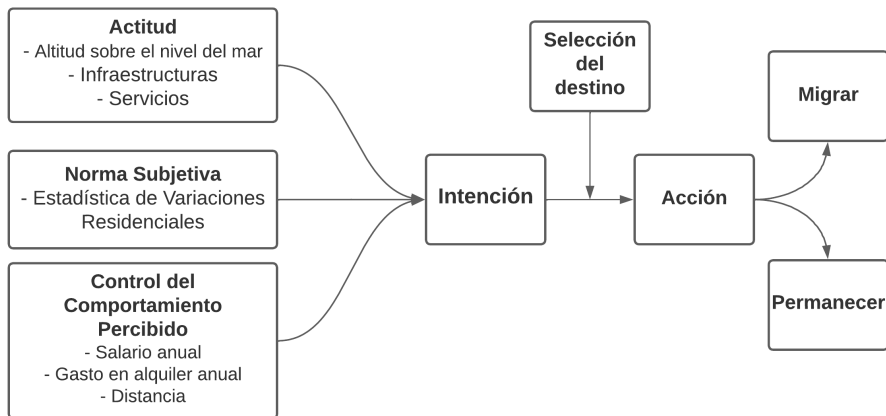 Actitud
- Altitud sobre el nivel del mar
- Infraestructuras
- Servicios
Norma Subjetiva
- Estadística de Variaciones
Residenciales
Control del
Comportamiento
Percibido
- Salario anual
- Gasto en alquiler anual
- Distancia
Intención
Selección
del
destino
Acción
Migrar
Permanecer